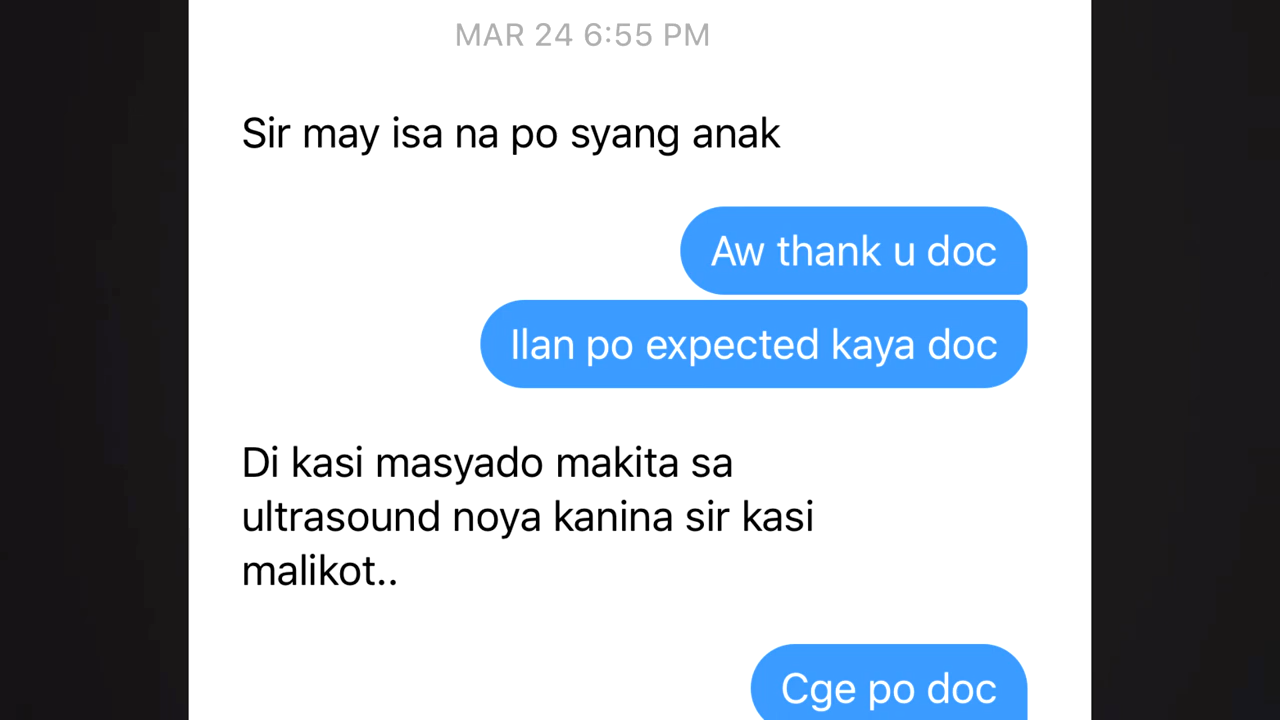 MAR 24 6:55 PM
Sir may isa na po syang anak
Aw thank u doc
Ilan po expected kaya doc
Di kasi masyado makita sa
ultrasound noya kanina sir kasi
malikot..
Cge po doc